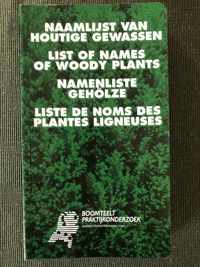 NAAMLIJST VAN
HOUTIGE GEWASSEN
LIST OF NAMES
OF WOODY PLANTS
NAMENLISTE
GEHÖLZE
LISTE DE NOMS DES
PLANTES LIGNEUSES
BOOMTEELT
PRAKTIJKONDERZOEK